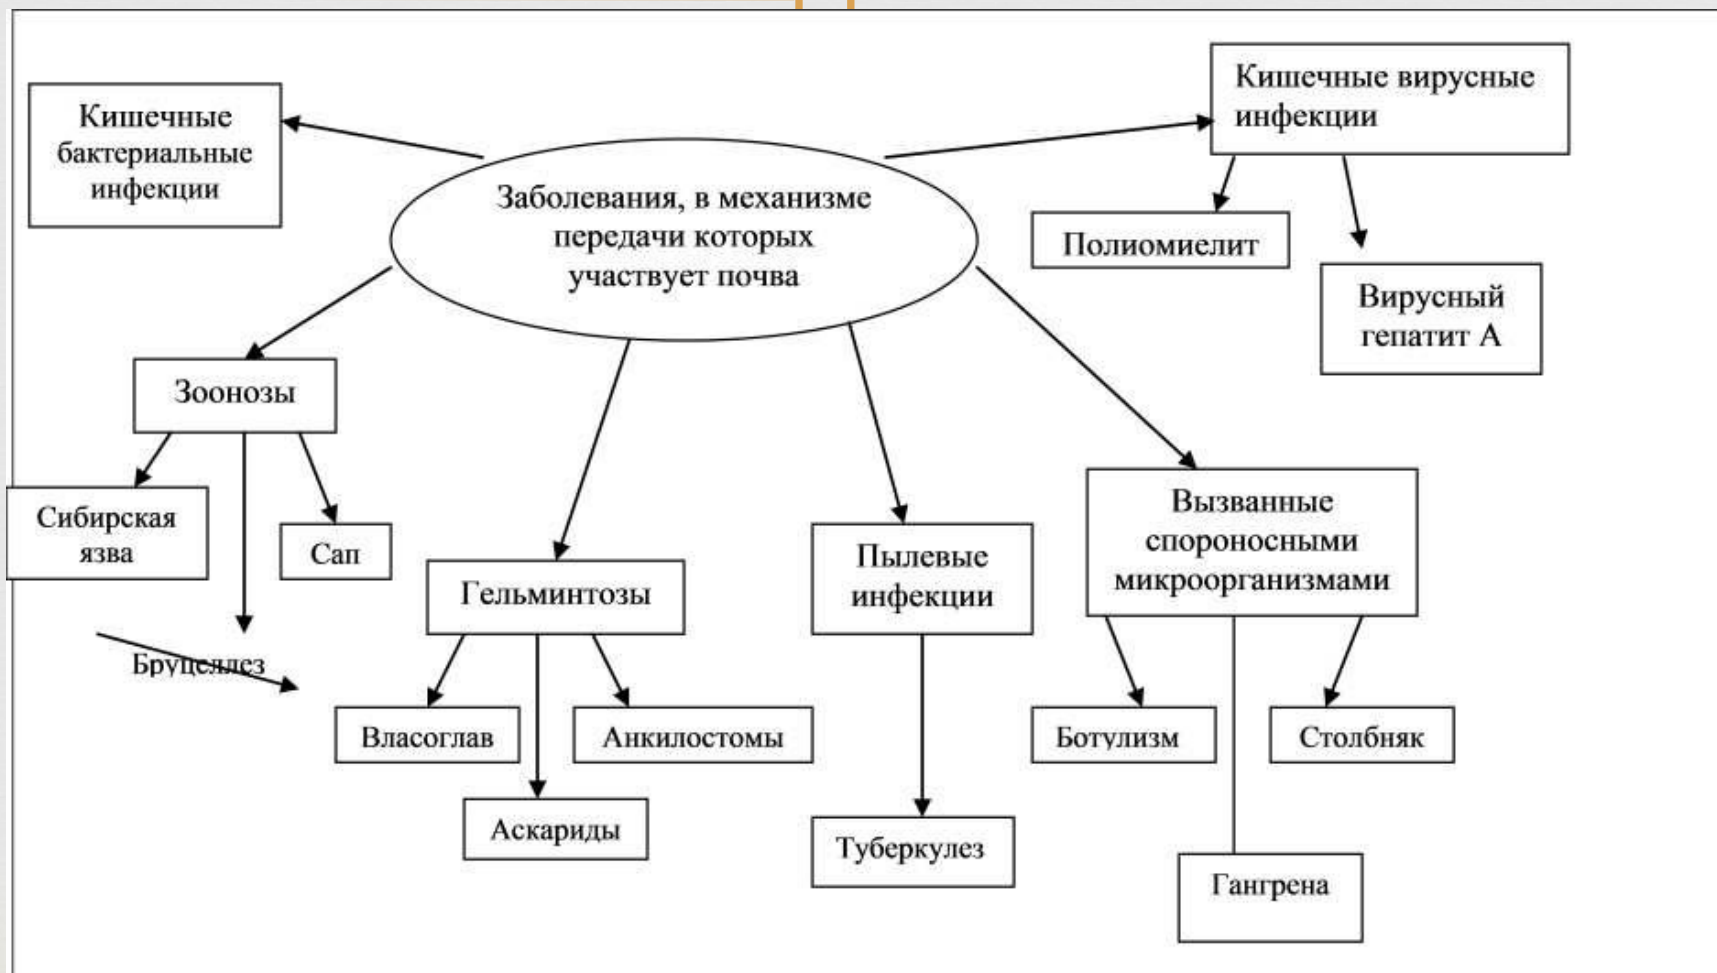 Кишечные
бактериальные
инфекции
Заболевания, в механизме
передачи которых
участвует почва
Кишечные вирусные
инфекции
Полиомиелит
Вирусный
гепатит А
Зоонозы
Сибирская
язва
Сап
Бруцеллез
Гельминтозы
Власоглав
Анкилостомы
Аскариды
Пылевые
инфекции
Туберкулез
Вызванные
спороносными
микроорганизмами
Ботулизм
Столбняк
Гангрена